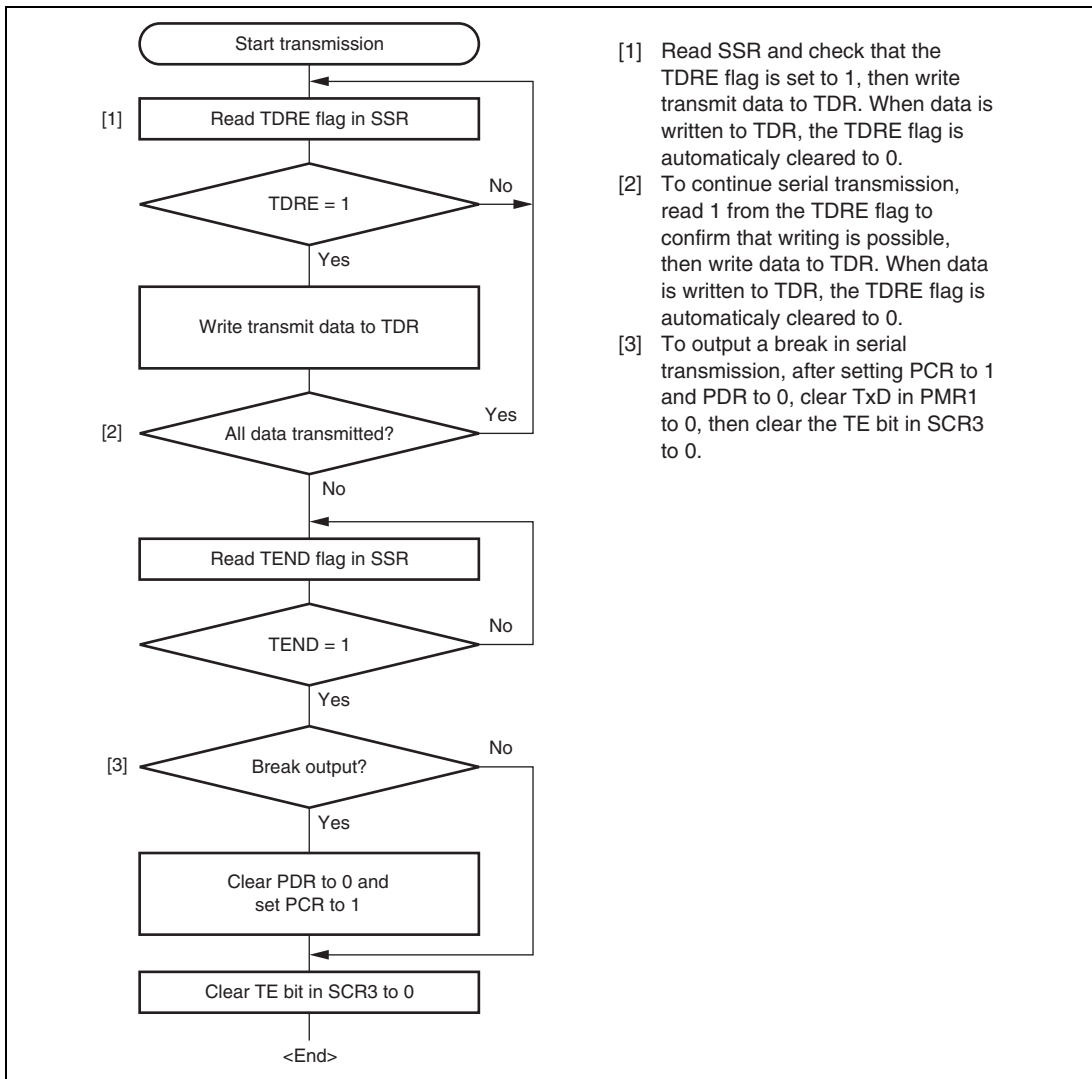 Start transmission
[1] Read TDRE flag in SSR
TDRE = 1
No
Yes
Write transmit data to TDR
[2] All data transmitted?
Yes
No
Read TEND flag in SSR
TEND = 1
No
Yes
[3] Break output?
No
Yes
Clear PDR to 0 and
set PCR to 1
Clear TE bit in SCR3 to 0
<End>
[1] Read SSR and check that the
TDRE flag is set to 1, then write
transmit data to TDR. When data is
written to TDR, the TDRE flag is
automaticaly cleared to 0.
[2] To continue serial transmission,
read 1 from the TDRE flag to
confirm that writing is possible,
then write data to TDR. When data
is written to TDR, the TDRE flag is
automaticaly cleared to 0.
[3] To output a break in serial
transmission, after setting PCR to 1
and PDR to 0, clear TxD in PMR1
to 0, then clear the TE bit in SCR3
to 0.